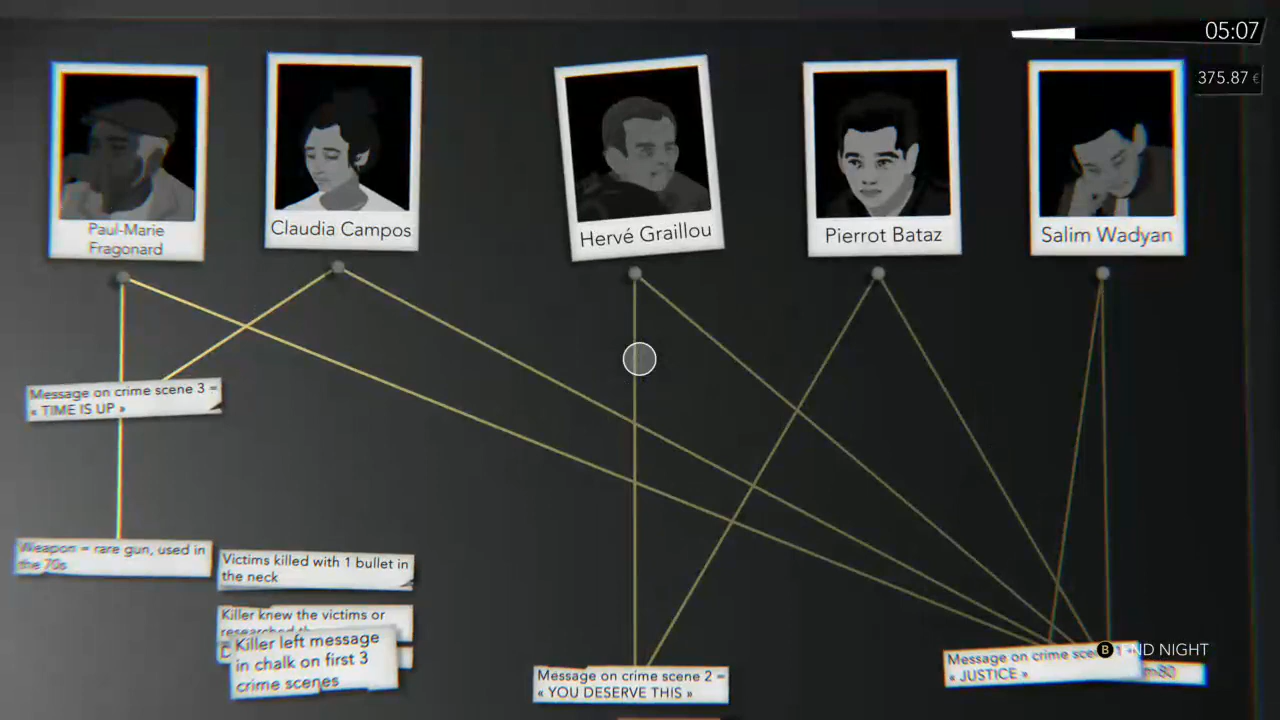 05:07
375.87 €
Paul-Marie
Fragonard
Claudia Campos
Hervé Graillou
Pierrot Bataz
Salim Wadyan
Message on crime scene 3 =
« TIME IS UP »
Weapon = rare gun, used in
the 70s
Victims killed with 1 bullet in
the neck
Killer knew the victims or
Killer left message
in chalk on first 3
crime scenes
Message on crime scene 2 =
« YOU DESERVE THIS »
Message on crime
« JUSTICE »
B
ND NIGHT